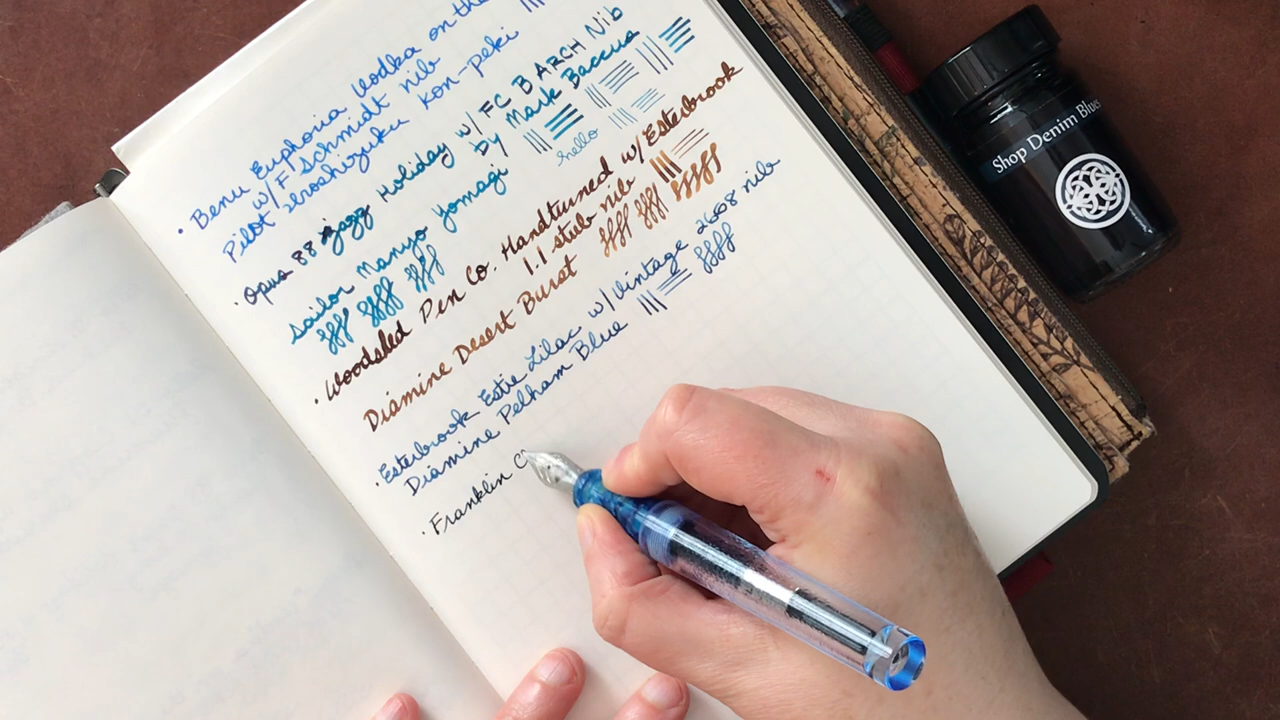 • Benu Euphoria Vodka on the
w/F Schmidt nib
Pilot Iroshizuku Kon-peki
• Opus 88 Jazz Holiday w/ FC B ARCH Nib
by Mark Bacchus
Sailor Manyo Yomogi
hello
• Woodshed Pen Co. Handturned w/Esterbrook
1.1 stub nib
Diamine Desert Burst
• Esterbrook Estie Lilac w/vintage 2668 nib
Diamine Pelham Blue
• Franklin C
Shop Denim Blues